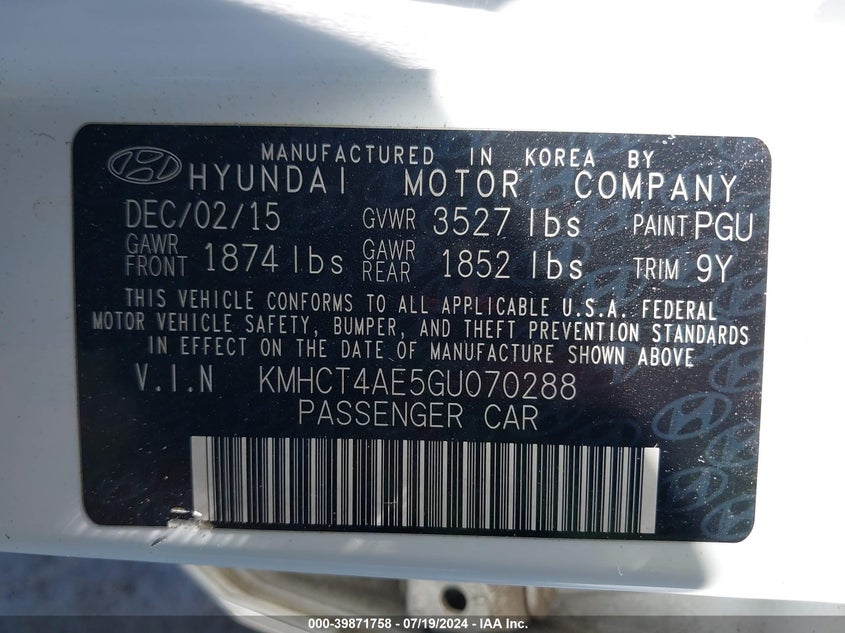 MANUFACTURED IN KOREA BY
HYUNDAI MOTOR COMPANY
DEC/02/15 GVWR 3527 lbs PAINT PGU
GAWR FRONT 1874 lbs GAWR REAR 1852 lbs TRIM 9Y
THIS VEHICLE CONFORMS TO ALL APPLICABLE U.S.A. FEDERAL
MOTOR VEHICLE SAFETY, BUMPER, AND THEFT PREVENTION STANDARDS
IN EFFECT ON THE DATE OF MANUFACTURE SHOWN ABOVE
V.I.N KMHCT4AE5GU070288
PASSENGER CAR
000-39871758 - 07/19/2024 - IAA Inc.